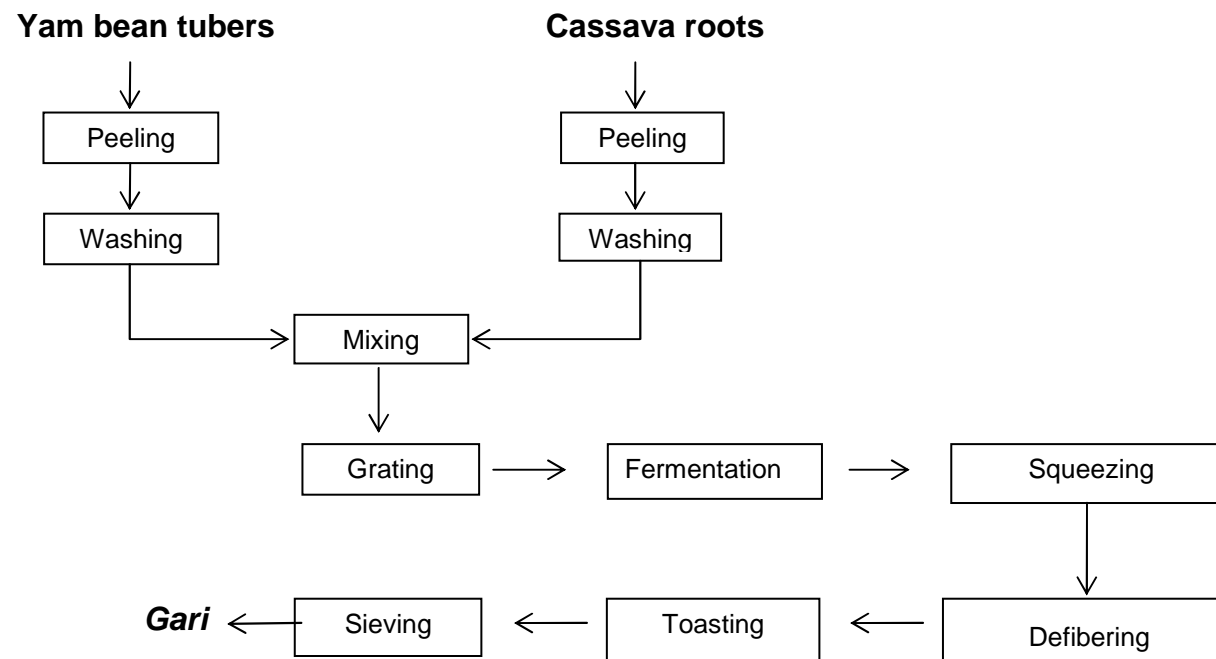 Yam bean tubers
Cassava roots
Peeling
Peeling
Washing
Washing
Mixing
Grating
Fermentation
Squeezing
Gari
Sieving
Toasting
Defibering